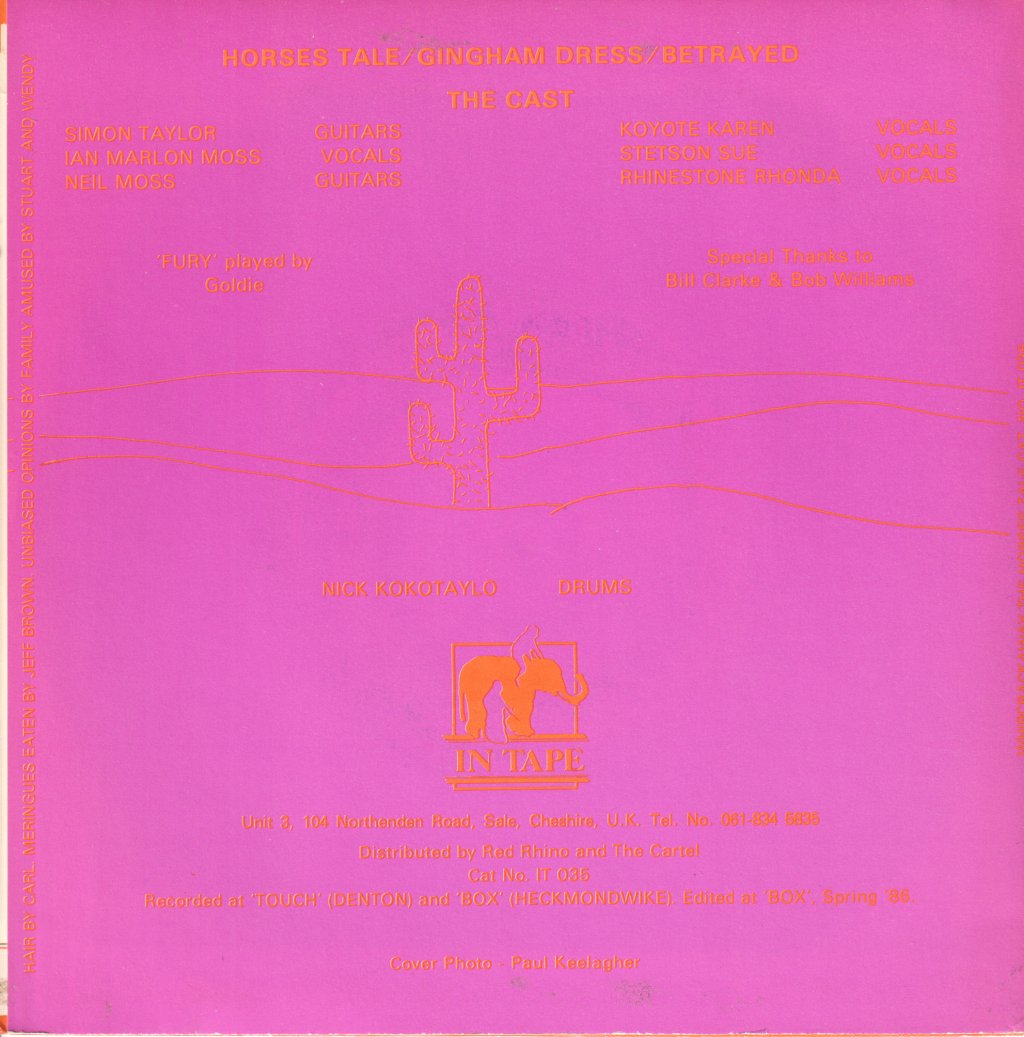 HORSES TALE/GINGHAM DRESS/BETRAYED
THE CAST
SIMON TAYLOR GUITARS
IAN MARLON MOSS VOCALS
NEIL MOSS GUITARS
KOYOTE KAREN VOCALS
STETSON SUE VOCALS
RHINESTONE RHONDA VOCALS
'FURY' played by
Goldie
Special Thanks to
Bill Clarke & Bob Williams
NICK KOKOTAYLO DRUMS
IN TAPE
Unit 3, 104 Northenden Road, Sale, Cheshire, U.K. Tel. No. 061-834 5835
Distributed by Red Rhino and The Cartel
Cat No. IT 035
Recorded at 'TOUCH' (DENTON) and 'BOX' (HECKMONDWIKE). Edited at 'BOX', Spring '86.
Cover Photo - Paul Keelagher
HAIR BY CARL. MERINGUES EATEN BY JEFF BROWN. UNBIASED OPINIONS BY FAMILY AMUSED BY STUART AND WENDY